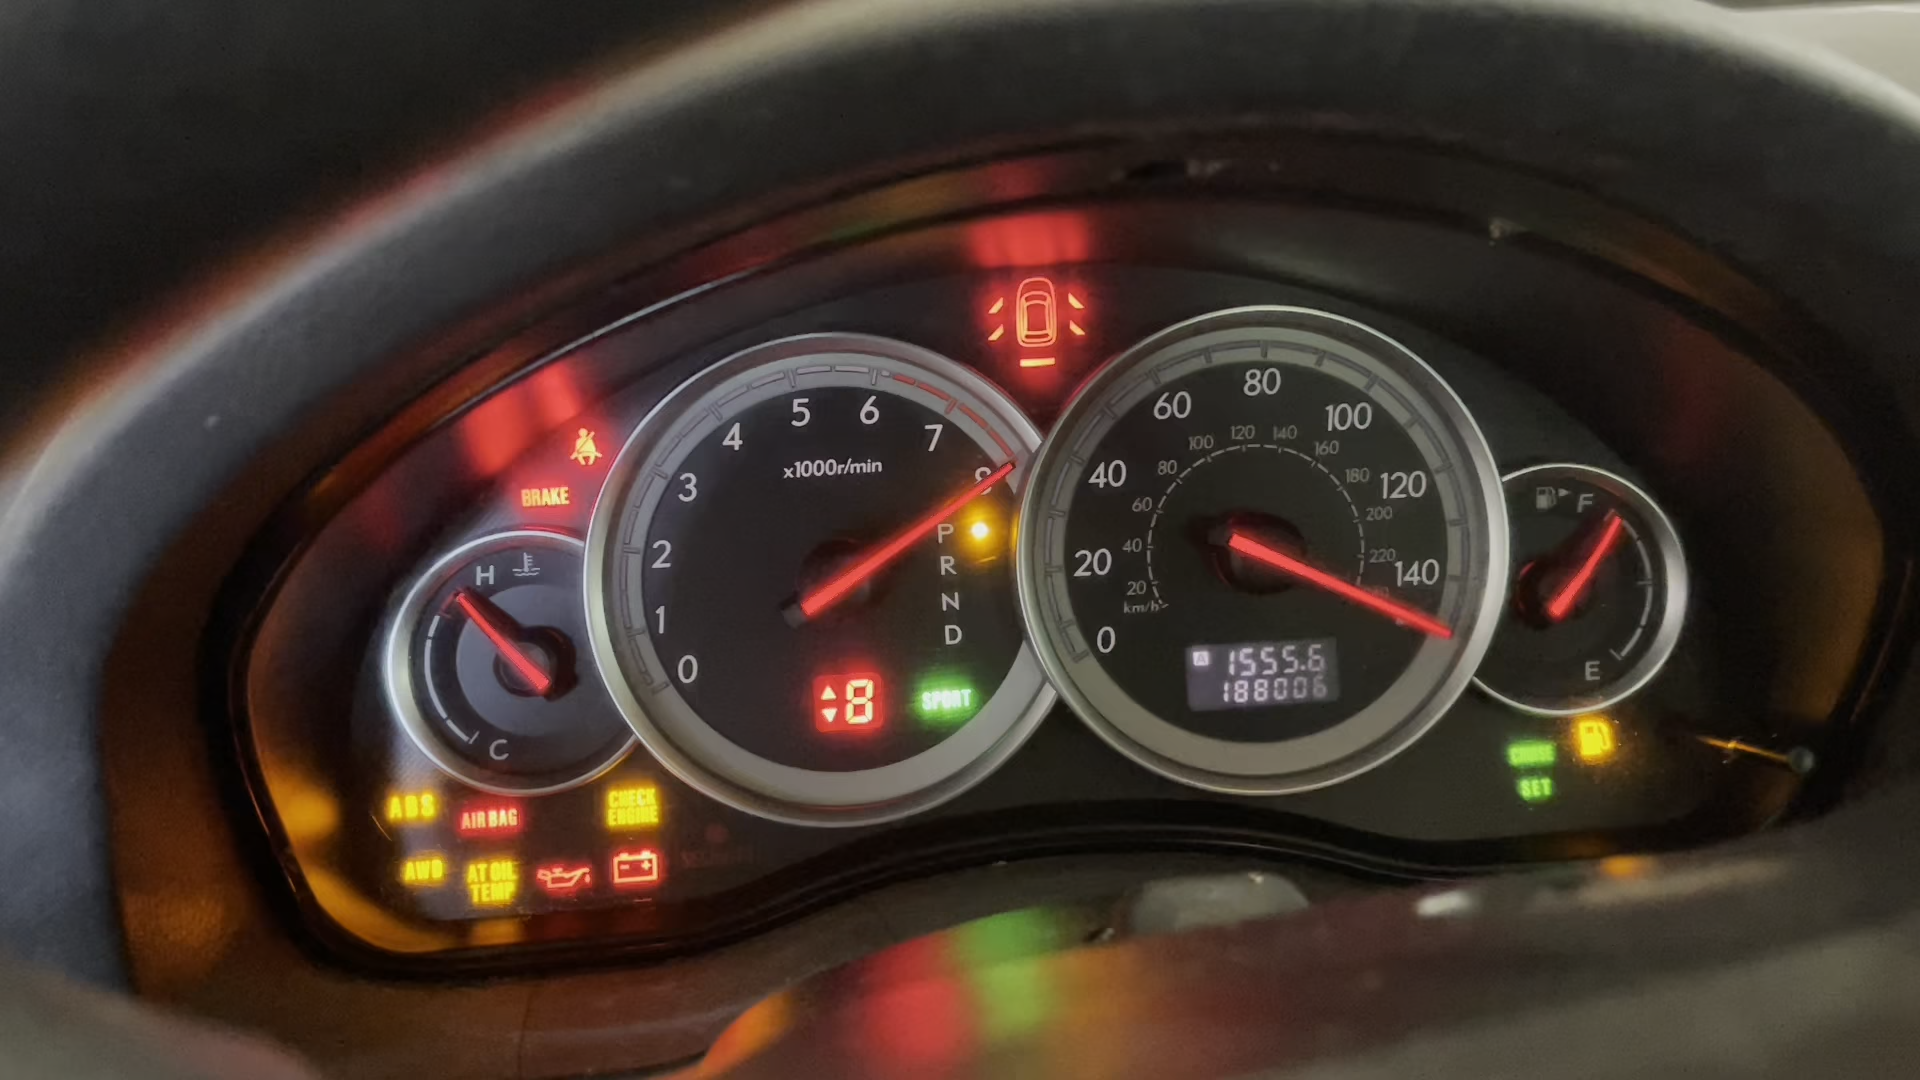 BRAKE
H
C
ABS
AIR BAG
CHECK
ENGINE
AWD
AT OIL
TEMP
0
1
2
3
4
5
6
7
8
x1000r/min
P
R
N
D
8
SPORT
0
20
40
60
80
100
120
140
20
40
60
80
100
120
140
160
180
200
220
km/h
A 1555.6
188006
F
E
CRUISE
SET